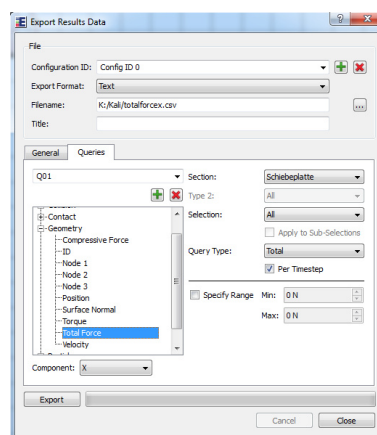 Export Results Data
File
Configuration ID: Config ID 0
Export Format: Text
Filename: K:/Kali/totalforcex.csv ...
Title:
General Queries
Q01
Section: Schiebeplatte
Type 2: All
Selection: All
Apply to Sub-Selections
Query Type: Total
Per Timestep
Specify Range Min: 0 N
Max: 0 N
Contact
Geometry
Compressive Force
ID
Node 1
Node 2
Node 3
Position
Surface Normal
Torque
Total Force
Velocity
Component: X
Export
Cancel Close